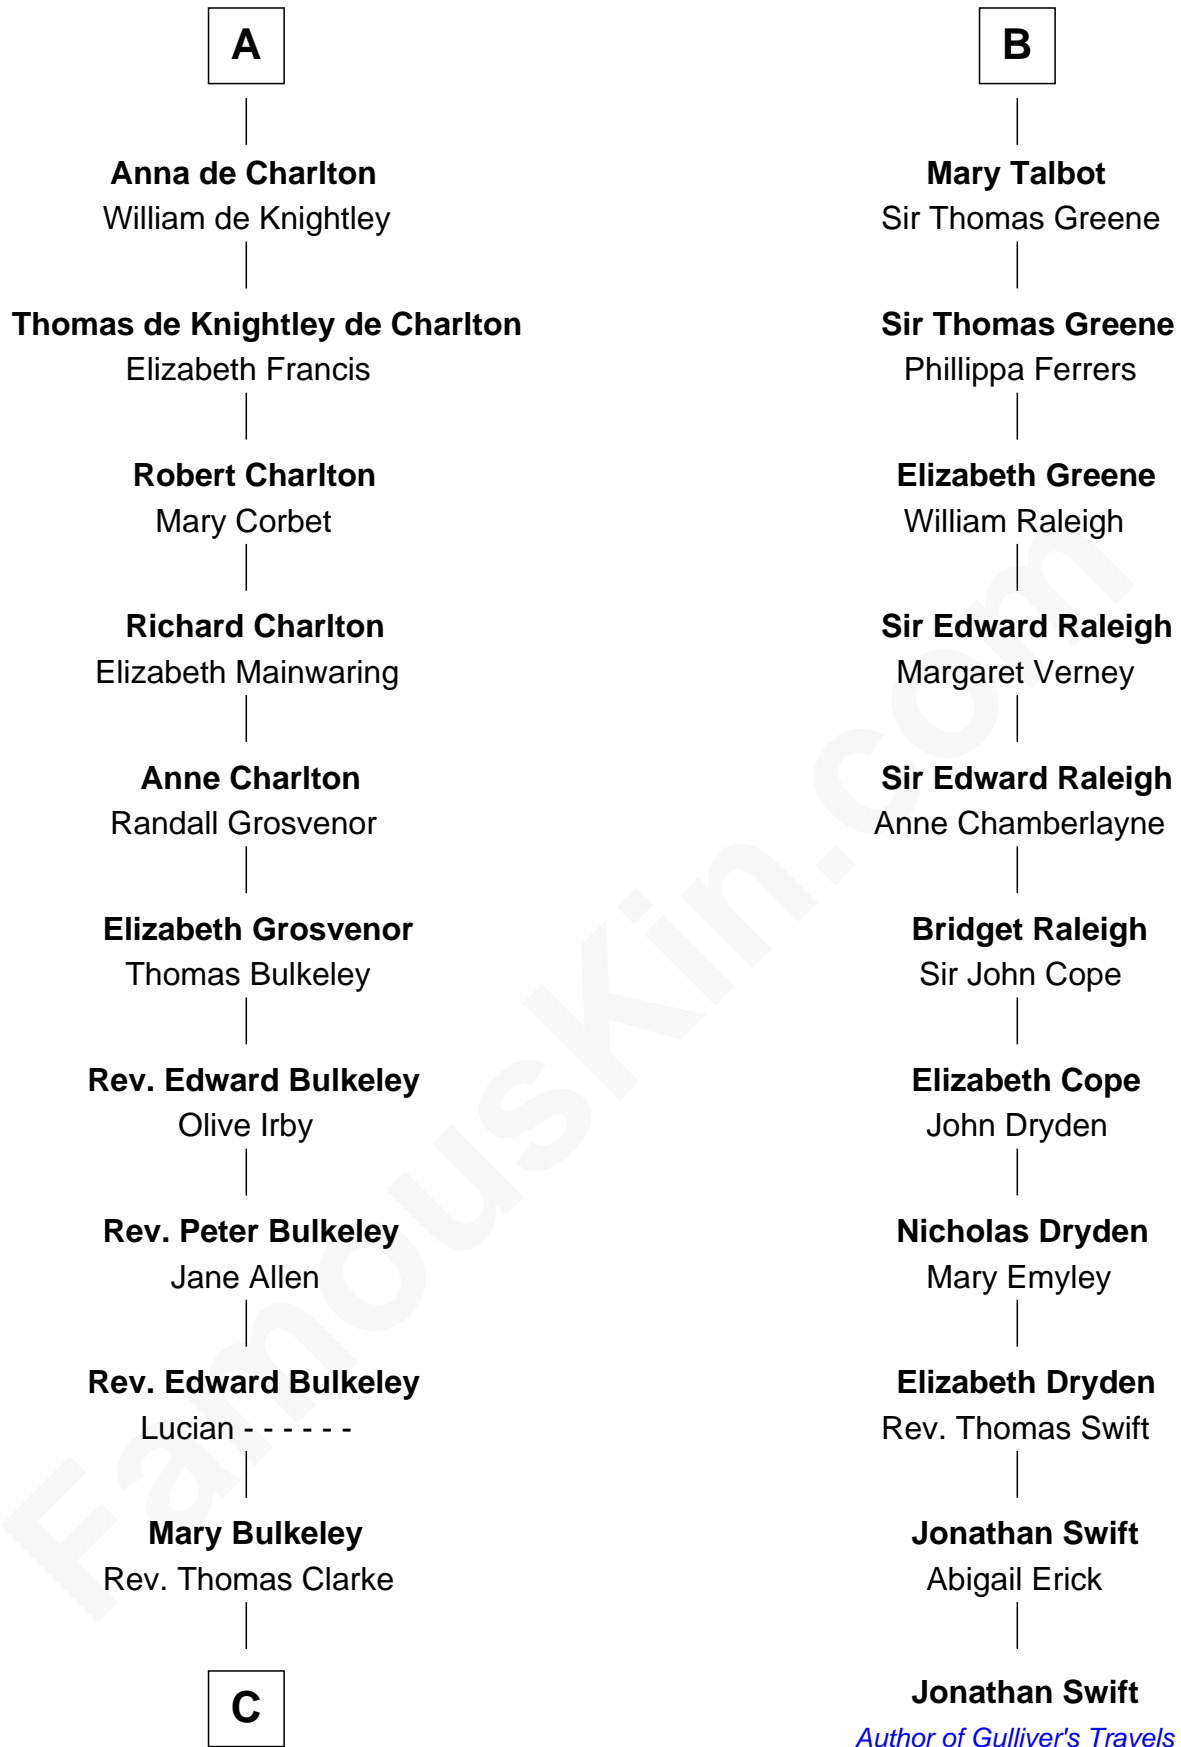 A
Anna de Charlton
William de Knightley
Thomas de Knightley de Charlton
Elizabeth Francis
Robert Charlton
Mary Corbet
Richard Charlton
Elizabeth Mainwaring
Anne Charlton
Randall Grosvenor
Elizabeth Grosvenor
Thomas Bulkeley
Rev. Edward Bulkeley
Olive Irby
Rev. Peter Bulkeley
Jane Allen
Rev. Edward Bulkeley
Lucian - - - - - -
Mary Bulkeley
Rev. Thomas Clarke
C
B
Mary Talbot
Sir Thomas Greene
Sir Thomas Greene
Phillippa Ferrers
Elizabeth Greene
William Raleigh
Sir Edward Raleigh
Margaret Verney
Sir Edward Raleigh
Anne Chamberlayne
Bridget Raleigh
Sir John Cope
Elizabeth Cope
John Dryden
Nicholas Dryden
Mary Emyley
Elizabeth Dryden
Rev. Thomas Swift
Jonathan Swift
Abigail Erick
Jonathan Swift
Author of Gulliver's Travels
FamousKin.com